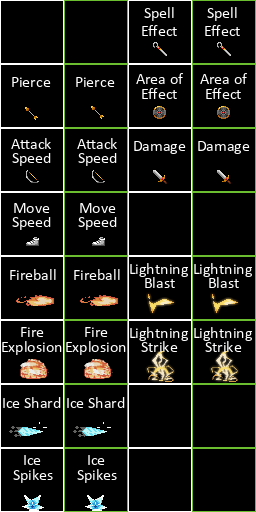 Spell
Effect
Spell
Effect
Pierce
Pierce
Area of
Effect
Area of
Effect
Attack
Speed
Attack
Speed
Damage
Damage
Move
Speed
Move
Speed
Fireball
Fireball
Lightning
Blast
Lightning
Blast
Fire
Explosion
Fire
Explosion
Lightning
Strike
Lightning
Strike
Ice Shard
Ice Shard
Ice
Spikes
Ice
Spikes